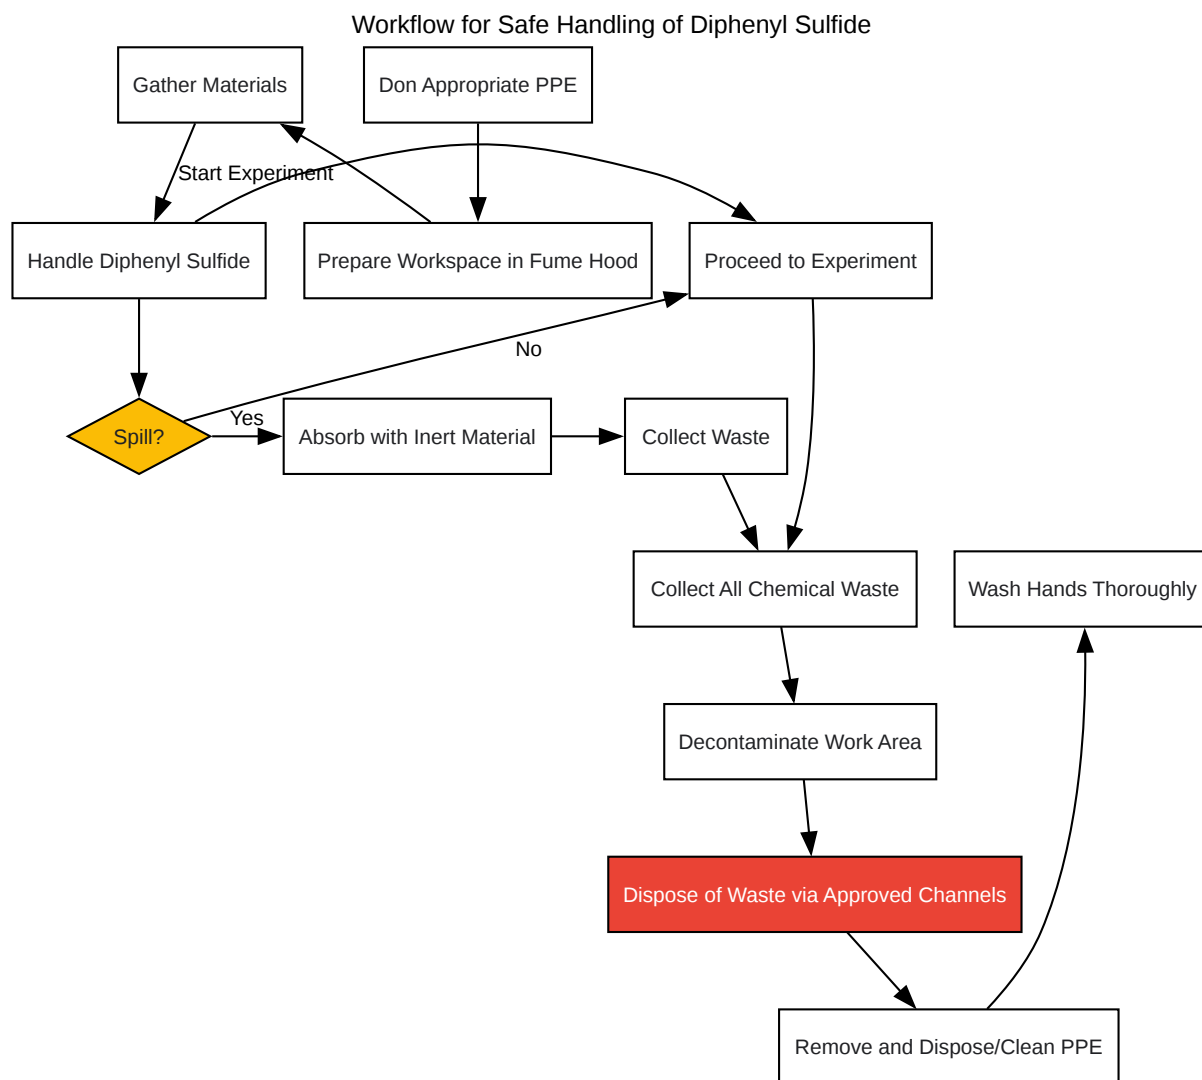 Workflow for Safe Handling of Diphenyl Sulfide
Gather Materials
Don Appropriate PPE
Start Experiment
Handle Diphenyl Sulfide
Prepare Workspace in Fume Hood
Proceed to Experiment
No
Yes
Spill?
Absorb with Inert Material
Collect Waste
Collect All Chemical Waste
Wash Hands Thoroughly
Decontaminate Work Area
Dispose of Waste via Approved Channels
Remove and Dispose/Clean PPE